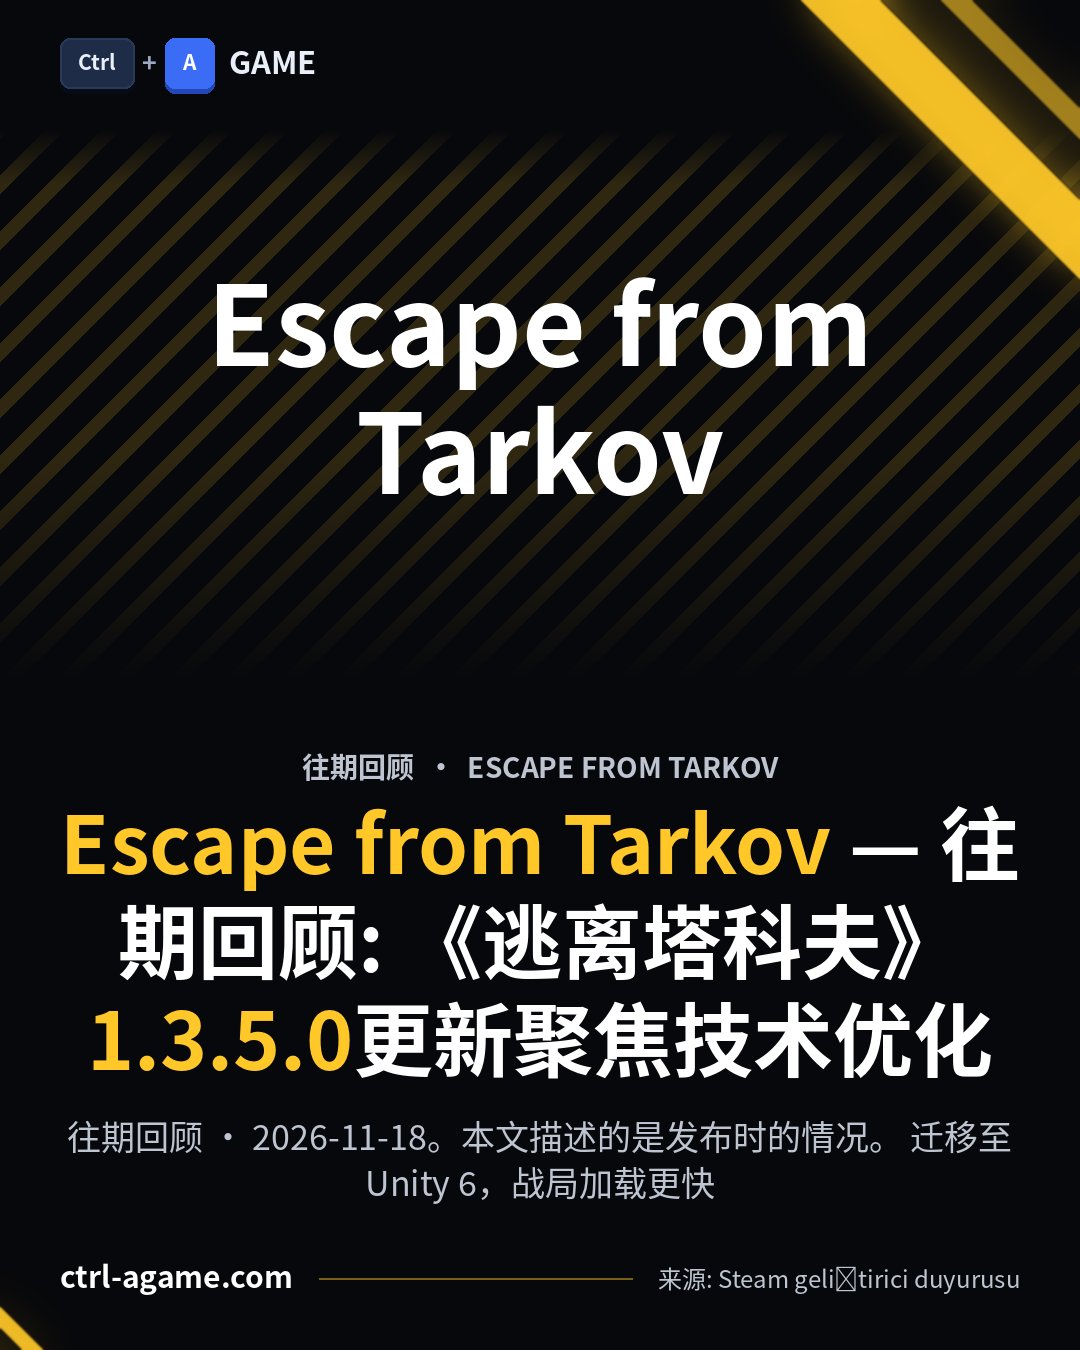 Ctrl + A GAME
Escape from
Tarkov
往期回顾 • ESCAPE FROM TARKOV
Escape from Tarkov — 往
期回顾: 《逃离塔科夫》
1.3.5.0更新聚焦技术优化
往期回顾 • 2026-11-18。本文描述的是发布时的情况。 迁移至
Unity 6，战局加载更快
ctrl-agame.com
来源: Steam geli☒tirici duyurusu